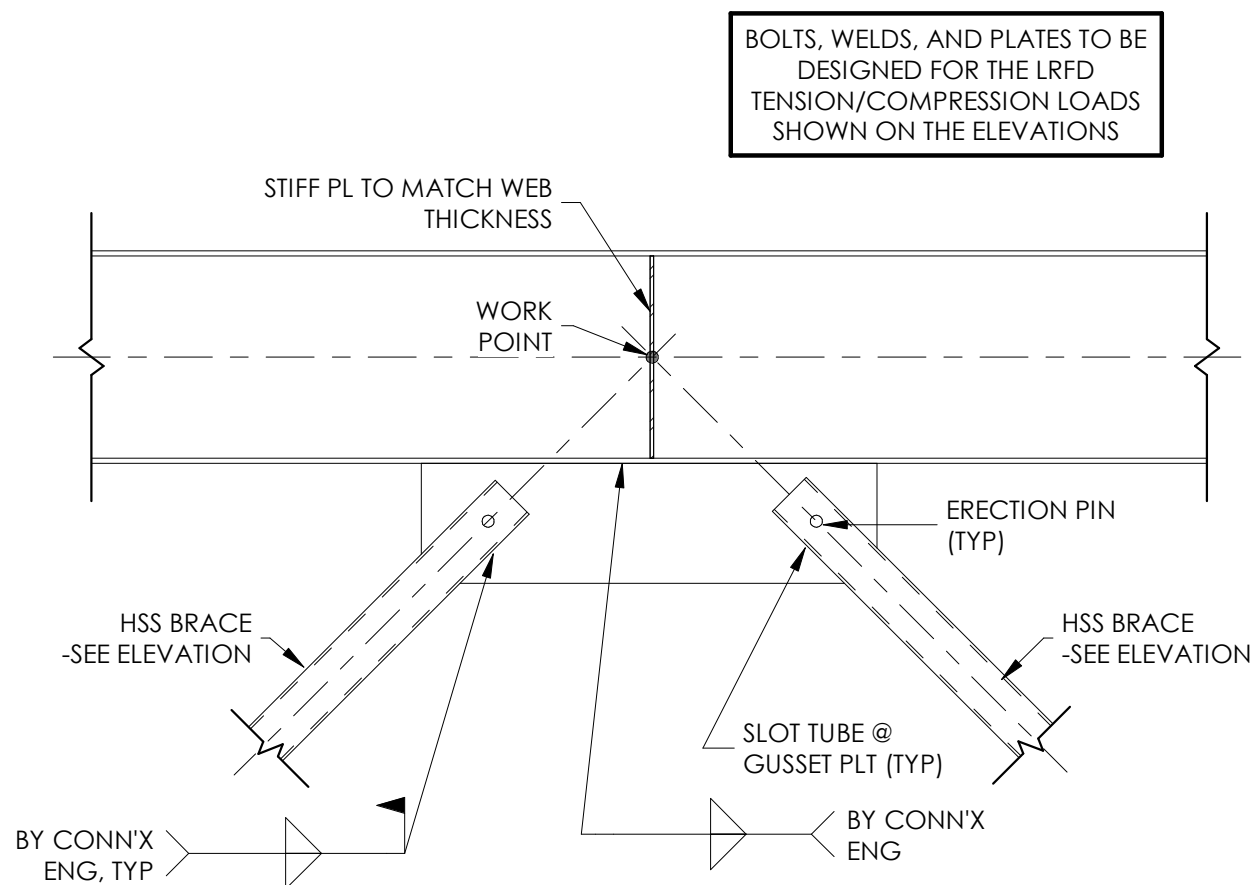 BOLTS, WELDS, AND PLATES TO BE
DESIGNED FOR THE LRFD
TENSION/COMPRESSION LOADS
SHOWN ON THE ELEVATIONS
STIFF PL TO MATCH WEB
THICKNESS
WORK
POINT
ERECTION PIN
(TYP)
HSS BRACE
-SEE ELEVATION
HSS BRACE
-SEE ELEVATION
SLOT TUBE @
GUSSET PLT (TYP)
BY CONN'X
ENG, TYP
BY CONN'X
ENG